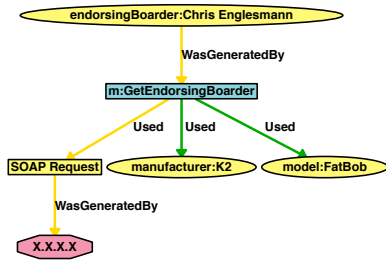 endorsingBoarder:Chris Englesmann
WasGeneratedBy
m:GetEndorsingBoarder
Used
Used
Used
SOAP Request
manufacturer:K2
model:FatBob
WasGeneratedBy
X.X.X.X